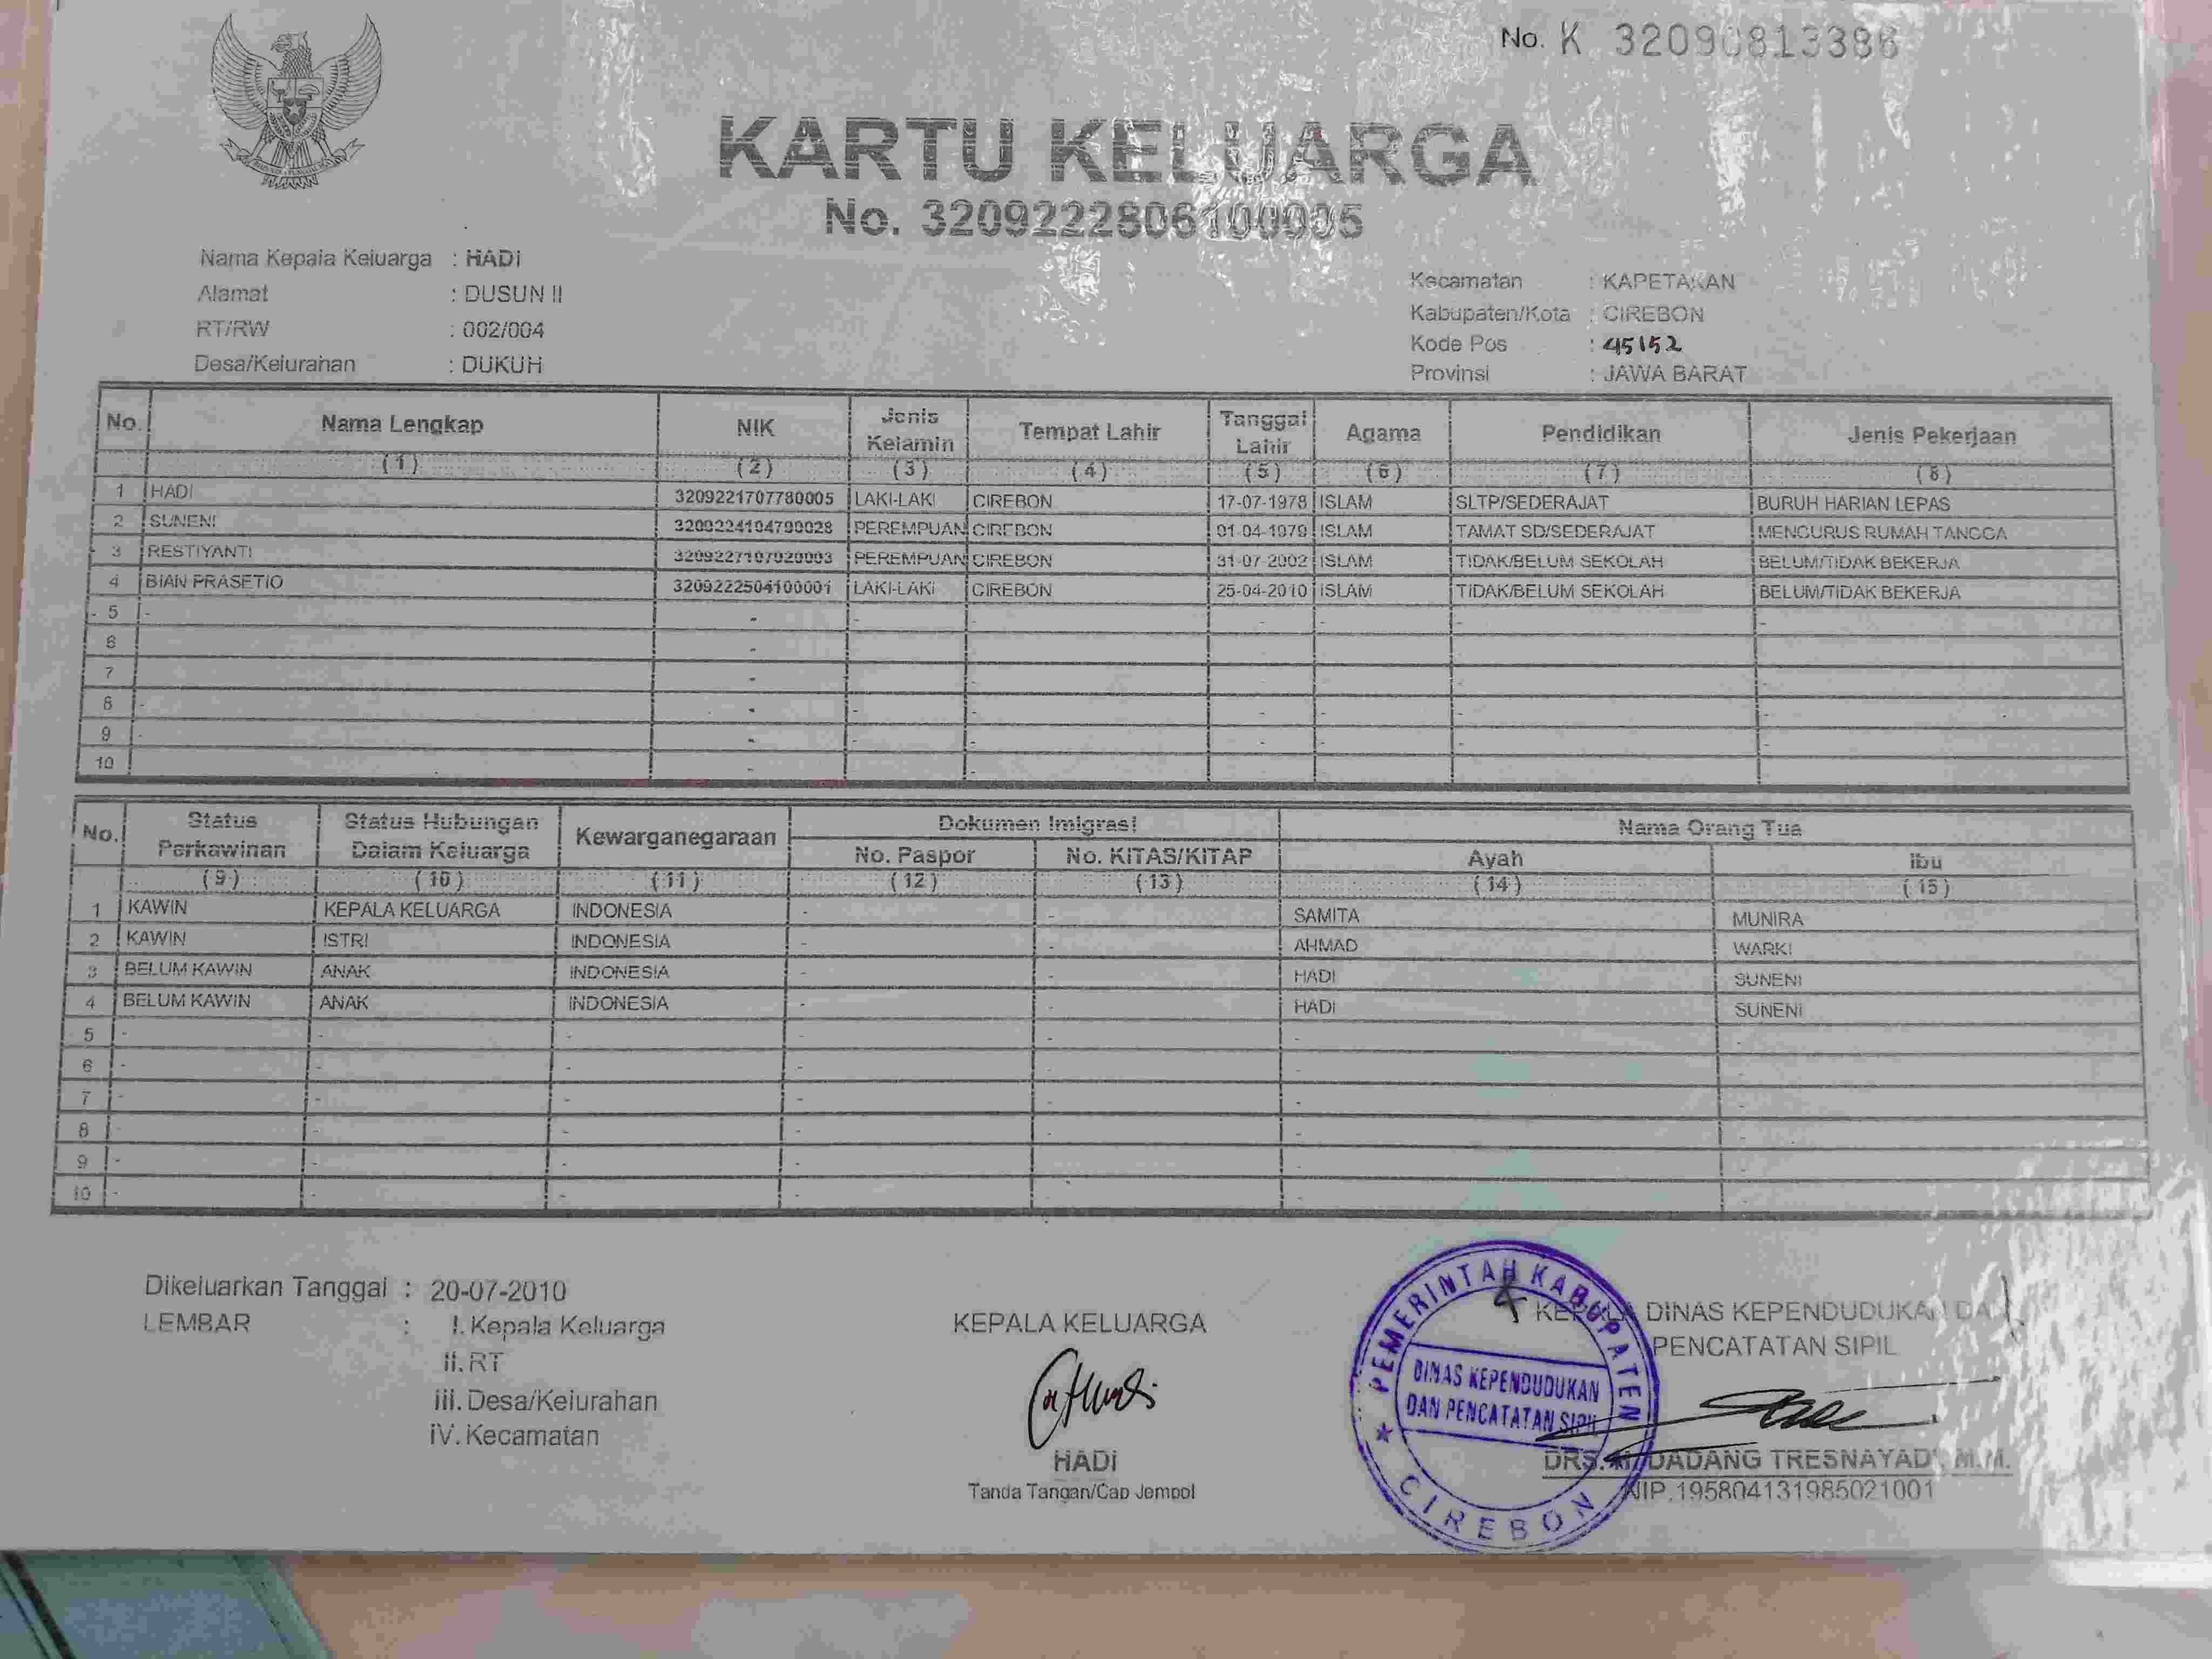 No. K 32090813386
KARTU KELUARGA
No. 3209222806100005
Nama Kepala Keluarga : HADI
Alamat : DUSUN II
RT/RW : 002/004
Desa/Kelurahan : DUKUH
Kecamatan : KAPETAKAN
Kabupaten/Kota : CIREBON
Kode Pos : 45152
Provinsi : JAWA BARAT
No. Nama Lengkap NIK Jenis Kelamin Tempat Lahir Tanggal Lahir Agama Pendidikan Jenis Pekerjaan
(1) (2) (3) (4) (5) (6) (7) (8)
1 HADI 3209221707780005 LAKI-LAKI CIREBON 17-07-1978 ISLAM SLTP/SEDERAJAT BURUH HARIAN LEPAS
2 SUNENI 3209224104790028 PEREMPUAN CIREBON 01-04-1979 ISLAM TAMAT SD/SEDERAJAT MENGURUS RUMAH TANGGA
3 RESTIYANTI 3209227107020003 PEREMPUAN CIREBON 31-07-2002 ISLAM TIDAK/BELUM SEKOLAH BELUM/TIDAK BEKERJA
4 BIAN PRASETIO 3209222504100001 LAKI-LAKI CIREBON 25-04-2010 ISLAM TIDAK/BELUM SEKOLAH BELUM/TIDAK BEKERJA
5 - - - - - - - -
6 -
7 -
8 - - - - - - - -
9 - - - - - - - -
10 - -
No. Status Perkawinan Status Hubungan Dalam Keluarga Kewarganegaraan Dokumen Imigrasi Nama Orang Tua
No. Paspor No. KITAS/KITAP Ayah Ibu
(9) (10) (11) (12) (13) (14) (15)
1 KAWIN KEPALA KELUARGA INDONESIA - - SAMITA MUNIRA
2 KAWIN ISTRI INDONESIA - - AHMAD WARKI
3 BELUM KAWIN ANAK INDONESIA - - HADI SUNENI
4 BELUM KAWIN ANAK INDONESIA - - HADI SUNENI
5 - - - - - - -
6 - - - - - - -
7 - - - - - - -
8 - - - - - -
9 - - - - - - -
10 - - - - - -
Dikeluarkan Tanggal : 20-07-2010
LEMBAR : I. Kepala Keluarga
II. RT
III. Desa/Kelurahan
IV. Kecamatan
KEPALA KELUARGA
HADI
Tanda Tangan/Cap Jempol
KEPALA DINAS KEPENDUDUKAN DA
PENCATATAN SIPIL
PEMERINTAH KABUPATEN
DINAS KEPENDUDUKAN
DAN PENCATATAN SIPIL
CIREBON
DRS. DADANG TRESNAYADI, M.M.
NIP.195804131985021001